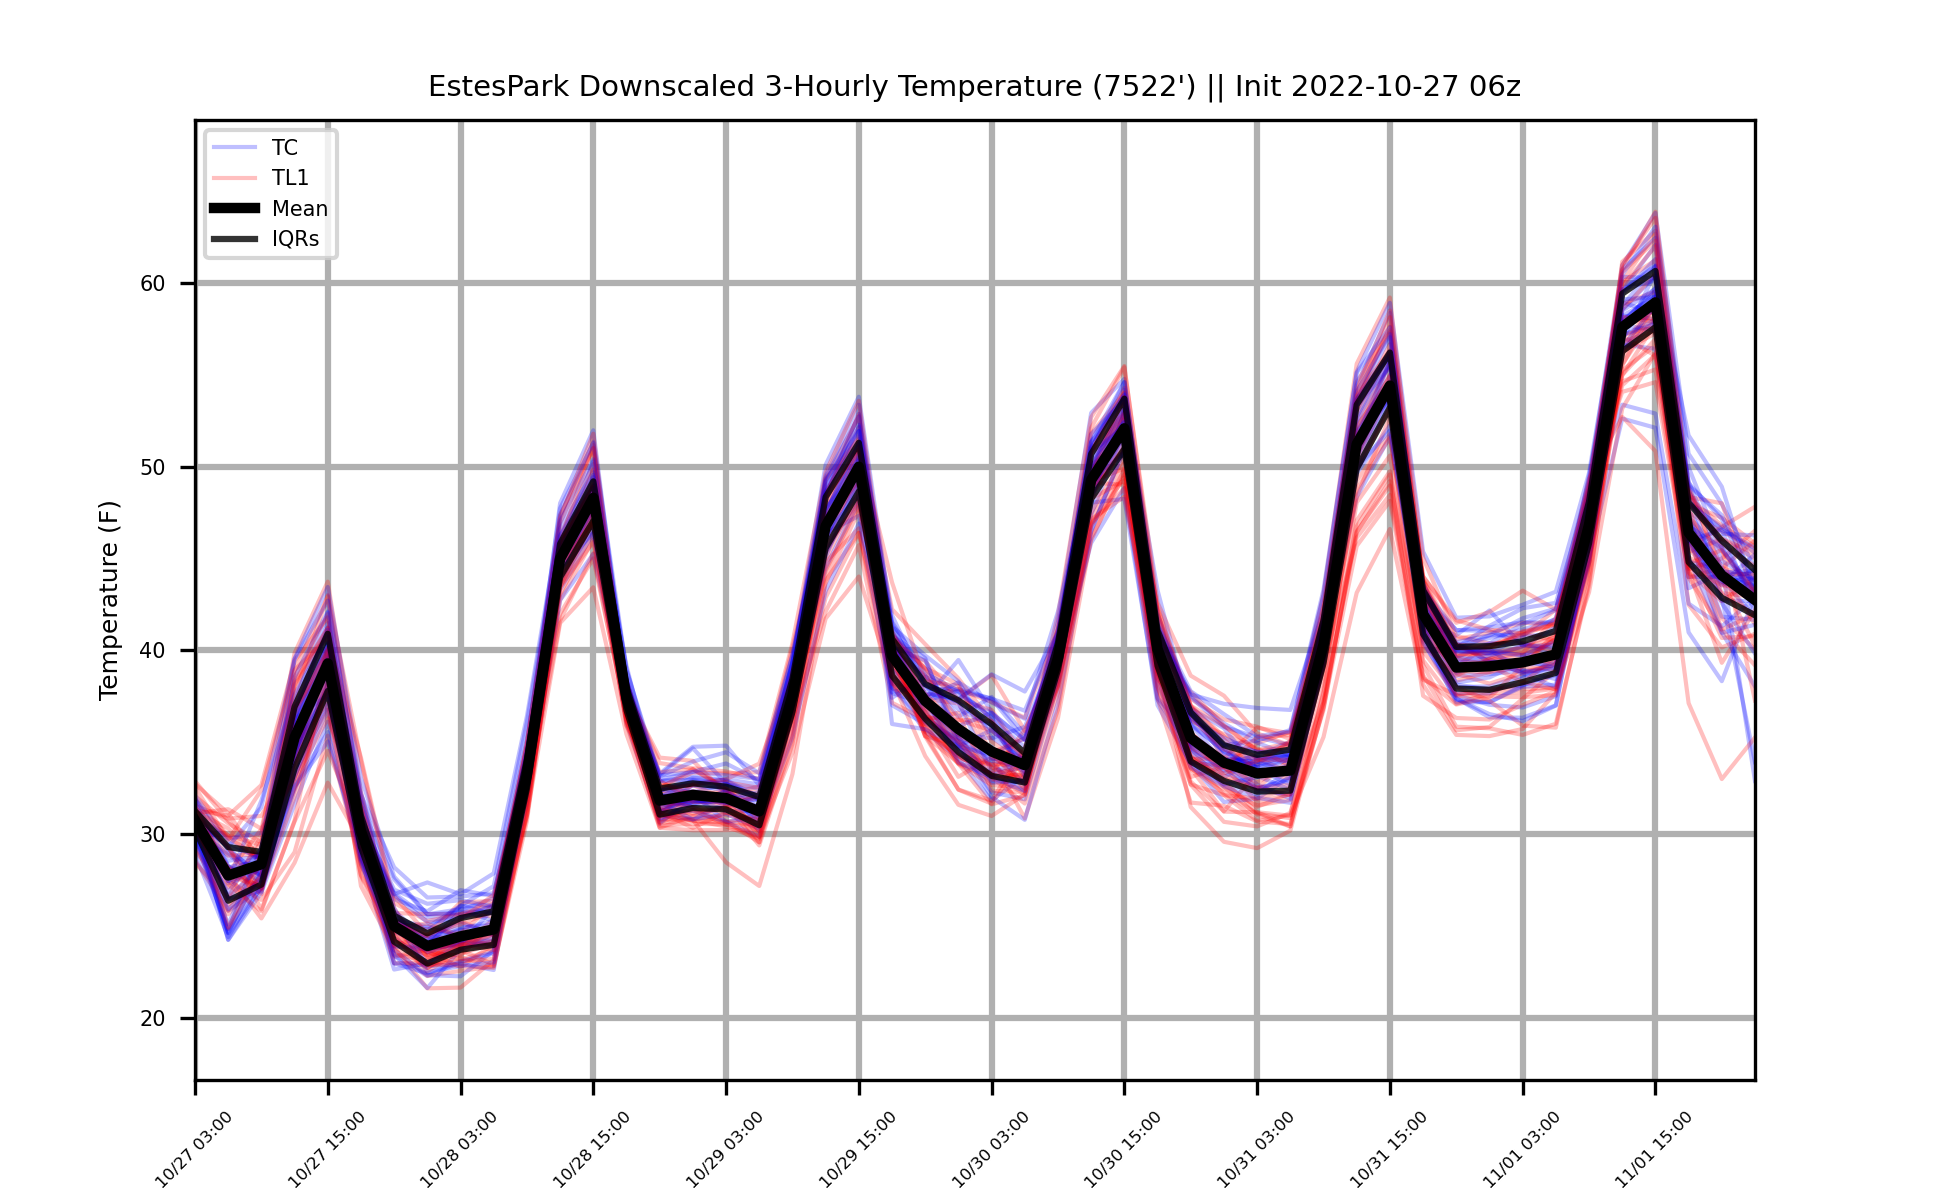 EstesPark Downscaled 3-Hourly Temperature (7522') || Init 2022-10-27 06z
TC
TL1
Mean
IQRs
Temperature (F)
60
50
40
30
20
10/27 03:00
10/27 15:00
10/28 03:00
10/28 15:00
10/29 03:00
10/29 15:00
10/30 03:00
10/30 15:00
10/31 03:00
10/31 15:00
11/01 03:00
11/01 15:00